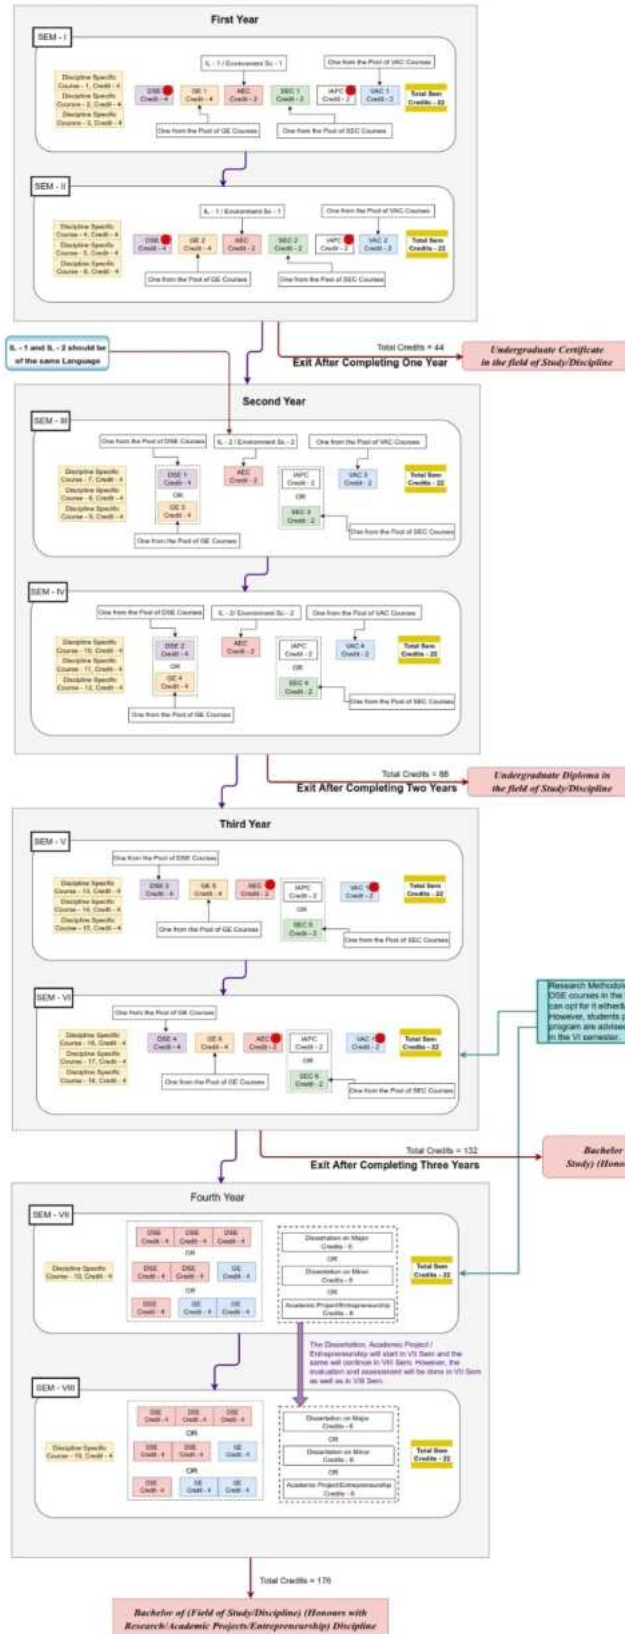 First Year
SEM - I
IL - 1 / Environment Sc. - 1
One from the Pool of VAC Courses
Discipline Specific
Course - 1, Credit - 4
Discipline Specific
Course - 2, Credit - 4
Discipline Specific
Course - 3, Credit - 4
DSE
Credit - 4
GE 1
Credit - 4
AEC
Credit - 2
SEC 1
Credit - 2
IAPC
Credit - 2
VAC 1
Credit - 2
Total Sem
Credits - 22
One from the Pool of GE Courses
One from the Pool of SEC Courses
SEM - II
IL - 1 / Environment Sc. - 1
One from the Pool of VAC Courses
Discipline Specific
Course - 4, Credit - 4
Discipline Specific
Course - 5, Credit - 4
Discipline Specific
Course - 6, Credit - 4
DSE
Credit - 4
GE 2
Credit - 4
AEC
Credit - 2
SEC 2
Credit - 2
IAPC
Credit - 2
VAC 2
Credit - 2
Total Sem
Credits - 22
One from the Pool of GE Courses
One from the Pool of SEC Courses
IL - 1 and IL - 2 should be
of the same Language
Total Credits = 44
Exit After Completing One Year
Undergraduate Certificate
in the field of Study/Discipline
Second Year
SEM - III
One from the Pool of DSE Courses
IL - 2 / Environment Sc. - 2
One from the Pool of VAC Courses
Discipline Specific
Course - 7, Credit - 4
Discipline Specific
Course - 8, Credit - 4
Discipline Specific
Course - 9, Credit - 4
DSE 1
Credit - 4
OR
GE 3
Credit - 4
AEC
Credit - 2
IAPC
Credit - 2
OR
SEC 3
Credit - 2
VAC 3
Credit - 2
Total Sem
Credits - 22
One from the Pool of SEC Courses
One from the Pool of GE Courses
SEM - IV
One from the Pool of DSE Courses
IL - 2/ Environment Sc. - 2
One from the Pool of VAC Courses
Discipline Specific
Course - 10, Credit - 4
Discipline Specific
Course - 11, Credit - 4
Discipline Specific
Course - 12, Credit - 4
DSE 2
Credit - 4
OR
GE 4
Credit - 4
AEC
Credit - 2
IAPC
Credit - 2
OR
SEC 4
Credit - 2
VAC 4
Credit - 2
Total Sem
Credits - 22
One from the Pool of SEC Courses
One from the Pool of GE Courses
Total Credits = 88
Exit After Completing Two Years
Undergraduate Diploma in
the field of Study/Discipline
Third Year
SEM - V
One from the Pool of DSE Courses
Discipline Specific
Course - 13, Credit - 4
Discipline Specific
Course - 14, Credit - 4
Discipline Specific
Course - 15, Credit - 4
DSE 3
Credit - 4
GE 5
Credit - 4
AEC
Credit - 2
IAPC
Credit - 2
OR
SEC 5
Credit - 2
VAC
Credit - 2
Total Sem
Credits - 22
One from the Pool of GE Courses
One from the Pool of SEC Courses
SEM - VI
One from the Pool of GE Courses
Discipline Specific
Course - 16, Credit - 4
Discipline Specific
Course - 17, Credit - 4
Discipline Specific
Course - 18, Credit - 4
DSE 4
Credit - 4
GE 6
Credit - 4
AEC
Credit - 2
IAPC
Credit - 2
OR
SEC 6
Credit - 2
VAC
Credit - 2
Total Sem
Credits - 22
One from the Pool of GE Courses
One from the Pool of SEC Courses
Research
DSE courses in the
can opt for it
However, students
program are advised
in the VI semester.
Total Credits = 132
Exit After Completing Three Years
Bachelor
Study)
Fourth Year
SEM - VII
Discipline Specific
Course - 19, Credit - 4
DSE
Credit - 4
DSE
Credit - 4
DSE
Credit - 4
OR
DSE
Credit - 4
DSE
Credit - 4
GE
Credit - 4
OR
DSE
Credit - 4
GE
Credit - 4
GE
Credit - 4
Dissertation on Major
Credits - 6
OR
Dissertation on Minor
Credits - 6
OR
Academic Project/Entrepreneurship
Credits - 6
Total Sem
Credits - 22
The Dissertation, Academic Project /
Entrepreneurship will start in VII Sem and the
same will continue in VIII Sem. However, the
evaluation and assessment will be done in VII Sem
as well as in VIII Sem.
SEM - VIII
Discipline Specific
Course - 19, Credit - 4
DSE
Credit - 4
DSE
Credit - 4
DSE
Credit - 4
OR
DSE
Credit - 4
DSE
Credit - 4
GE
Credit - 4
OR
DSE
Credit - 4
GE
Credit - 4
GE
Credit - 4
Dissertation on Major
Credits - 6
OR
Dissertation on Minor
Credits - 6
OR
Academic Project/Entrepreneurship
Credits - 6
Total Sem
Credits - 22
Total Credits = 176
Bachelor of (Field of Study/Discipline) (Honours with
Research/Academic Projects/Entrepreneurship) Discipline